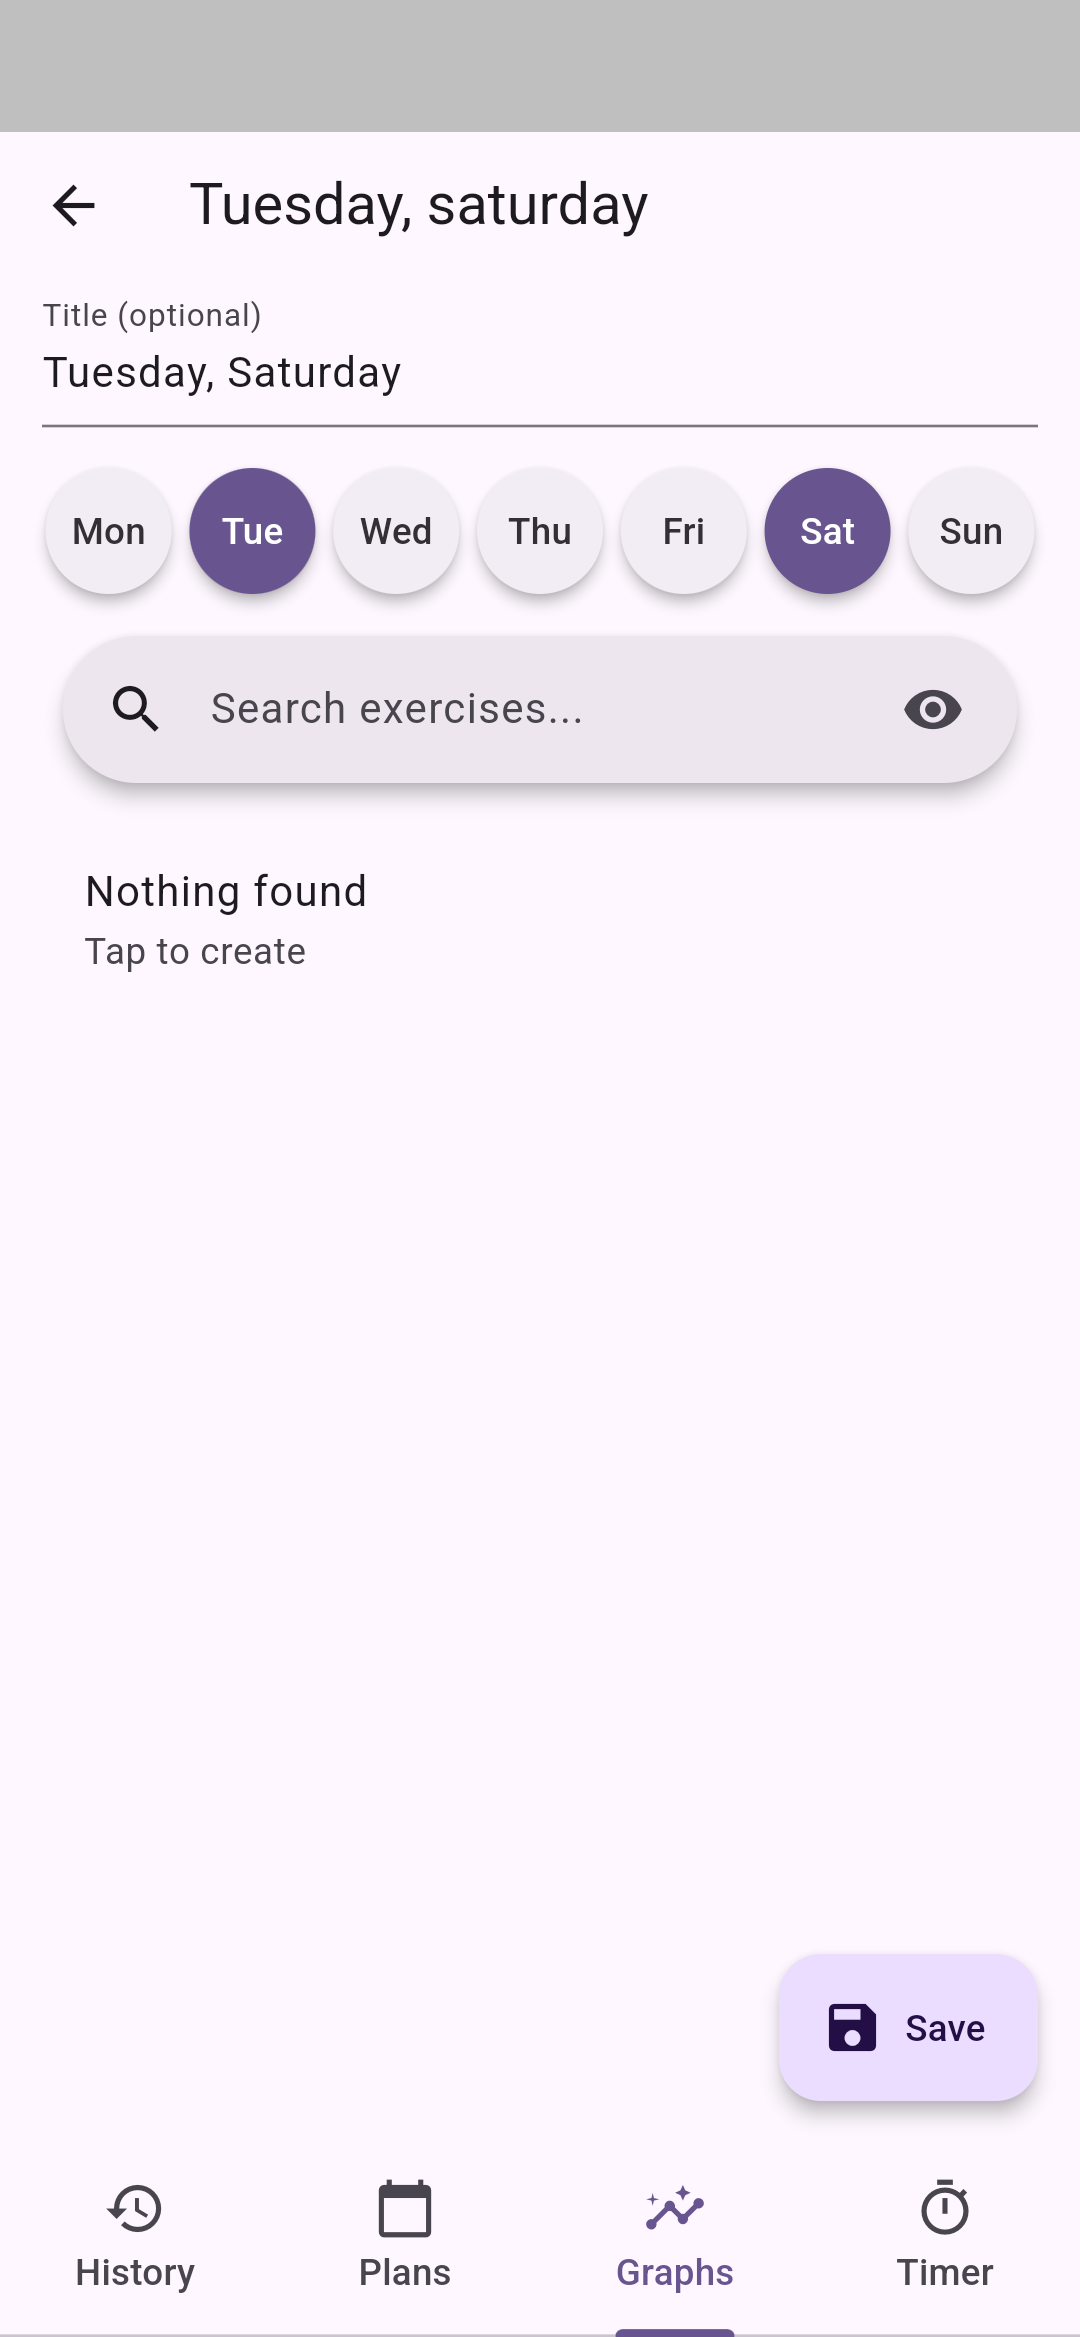 Tuesday, saturday
Title (optional)
Tuesday, Saturday
Mon Tue Wed Thu Fri Sat Sun
Search exercises...
Nothing found
Tap to create
Save
History Plans Graphs Timer